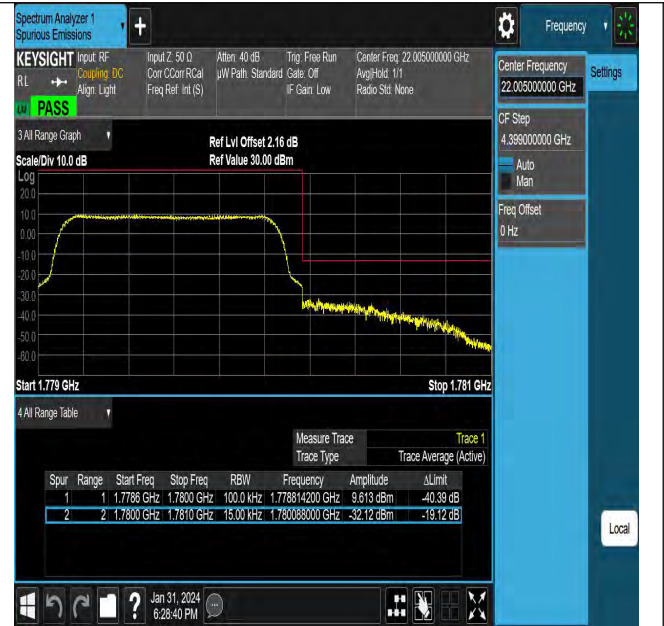 Spectrum Analyzer 1
Spurious Emissions
Frequency
KEYSIGHT Input: RF Input Z: 50 Ω Atten: 40 dB Trig: Free Run Center Freq: 22.005000000 GHz
RL Coupling: DC Corr CCorr RCal µW Path: Standard Gate: Off Avg|Hold: 1/1
Align: Light Freq Ref: Int (S) IF Gain: Low Radio Std: None
PASS
Center Frequency
22.005000000 GHz
Settings
CF Step
4.399000000 GHz
Auto
Man
Freq Offset
0 Hz
3 All Range Graph
Ref Lvl Offset 2.16 dB
Scale/Div 10.0 dB Ref Value 30.00 dBm
Log
20.0
10.0
0.00
-10.0
-20.0
-30.0
-40.0
-50.0
-60.0
Start 1.779 GHz Stop 1.781 GHz
4 All Range Table
Measure Trace Trace 1
Trace Type Trace Average (Active)
Spur Range Start Freq Stop Freq RBW Frequency Amplitude ΔLimit
1 1 1.7786 GHz 1.7800 GHz 100.0 kHz 1.778814200 GHz 9.613 dBm -40.39 dB
2 2 1.7800 GHz 1.7810 GHz 15.00 kHz 1.780088000 GHz -32.12 dBm -19.12 dB
Local
Jan 31, 2024
6:28:40 PM